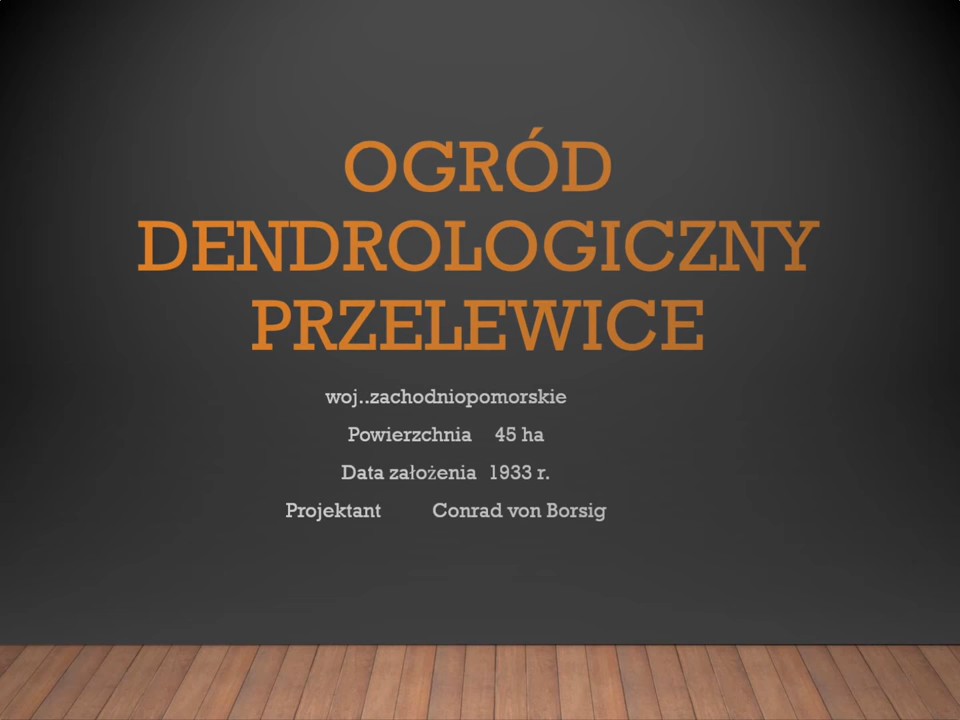 OGRÓD
DENDROLOGICZNY
PRZELEWICE
woj..zachodniopomorskie
Powierzchnia 45 ha
Data założenia 1933 r.
Projektant Conrad von Borsig